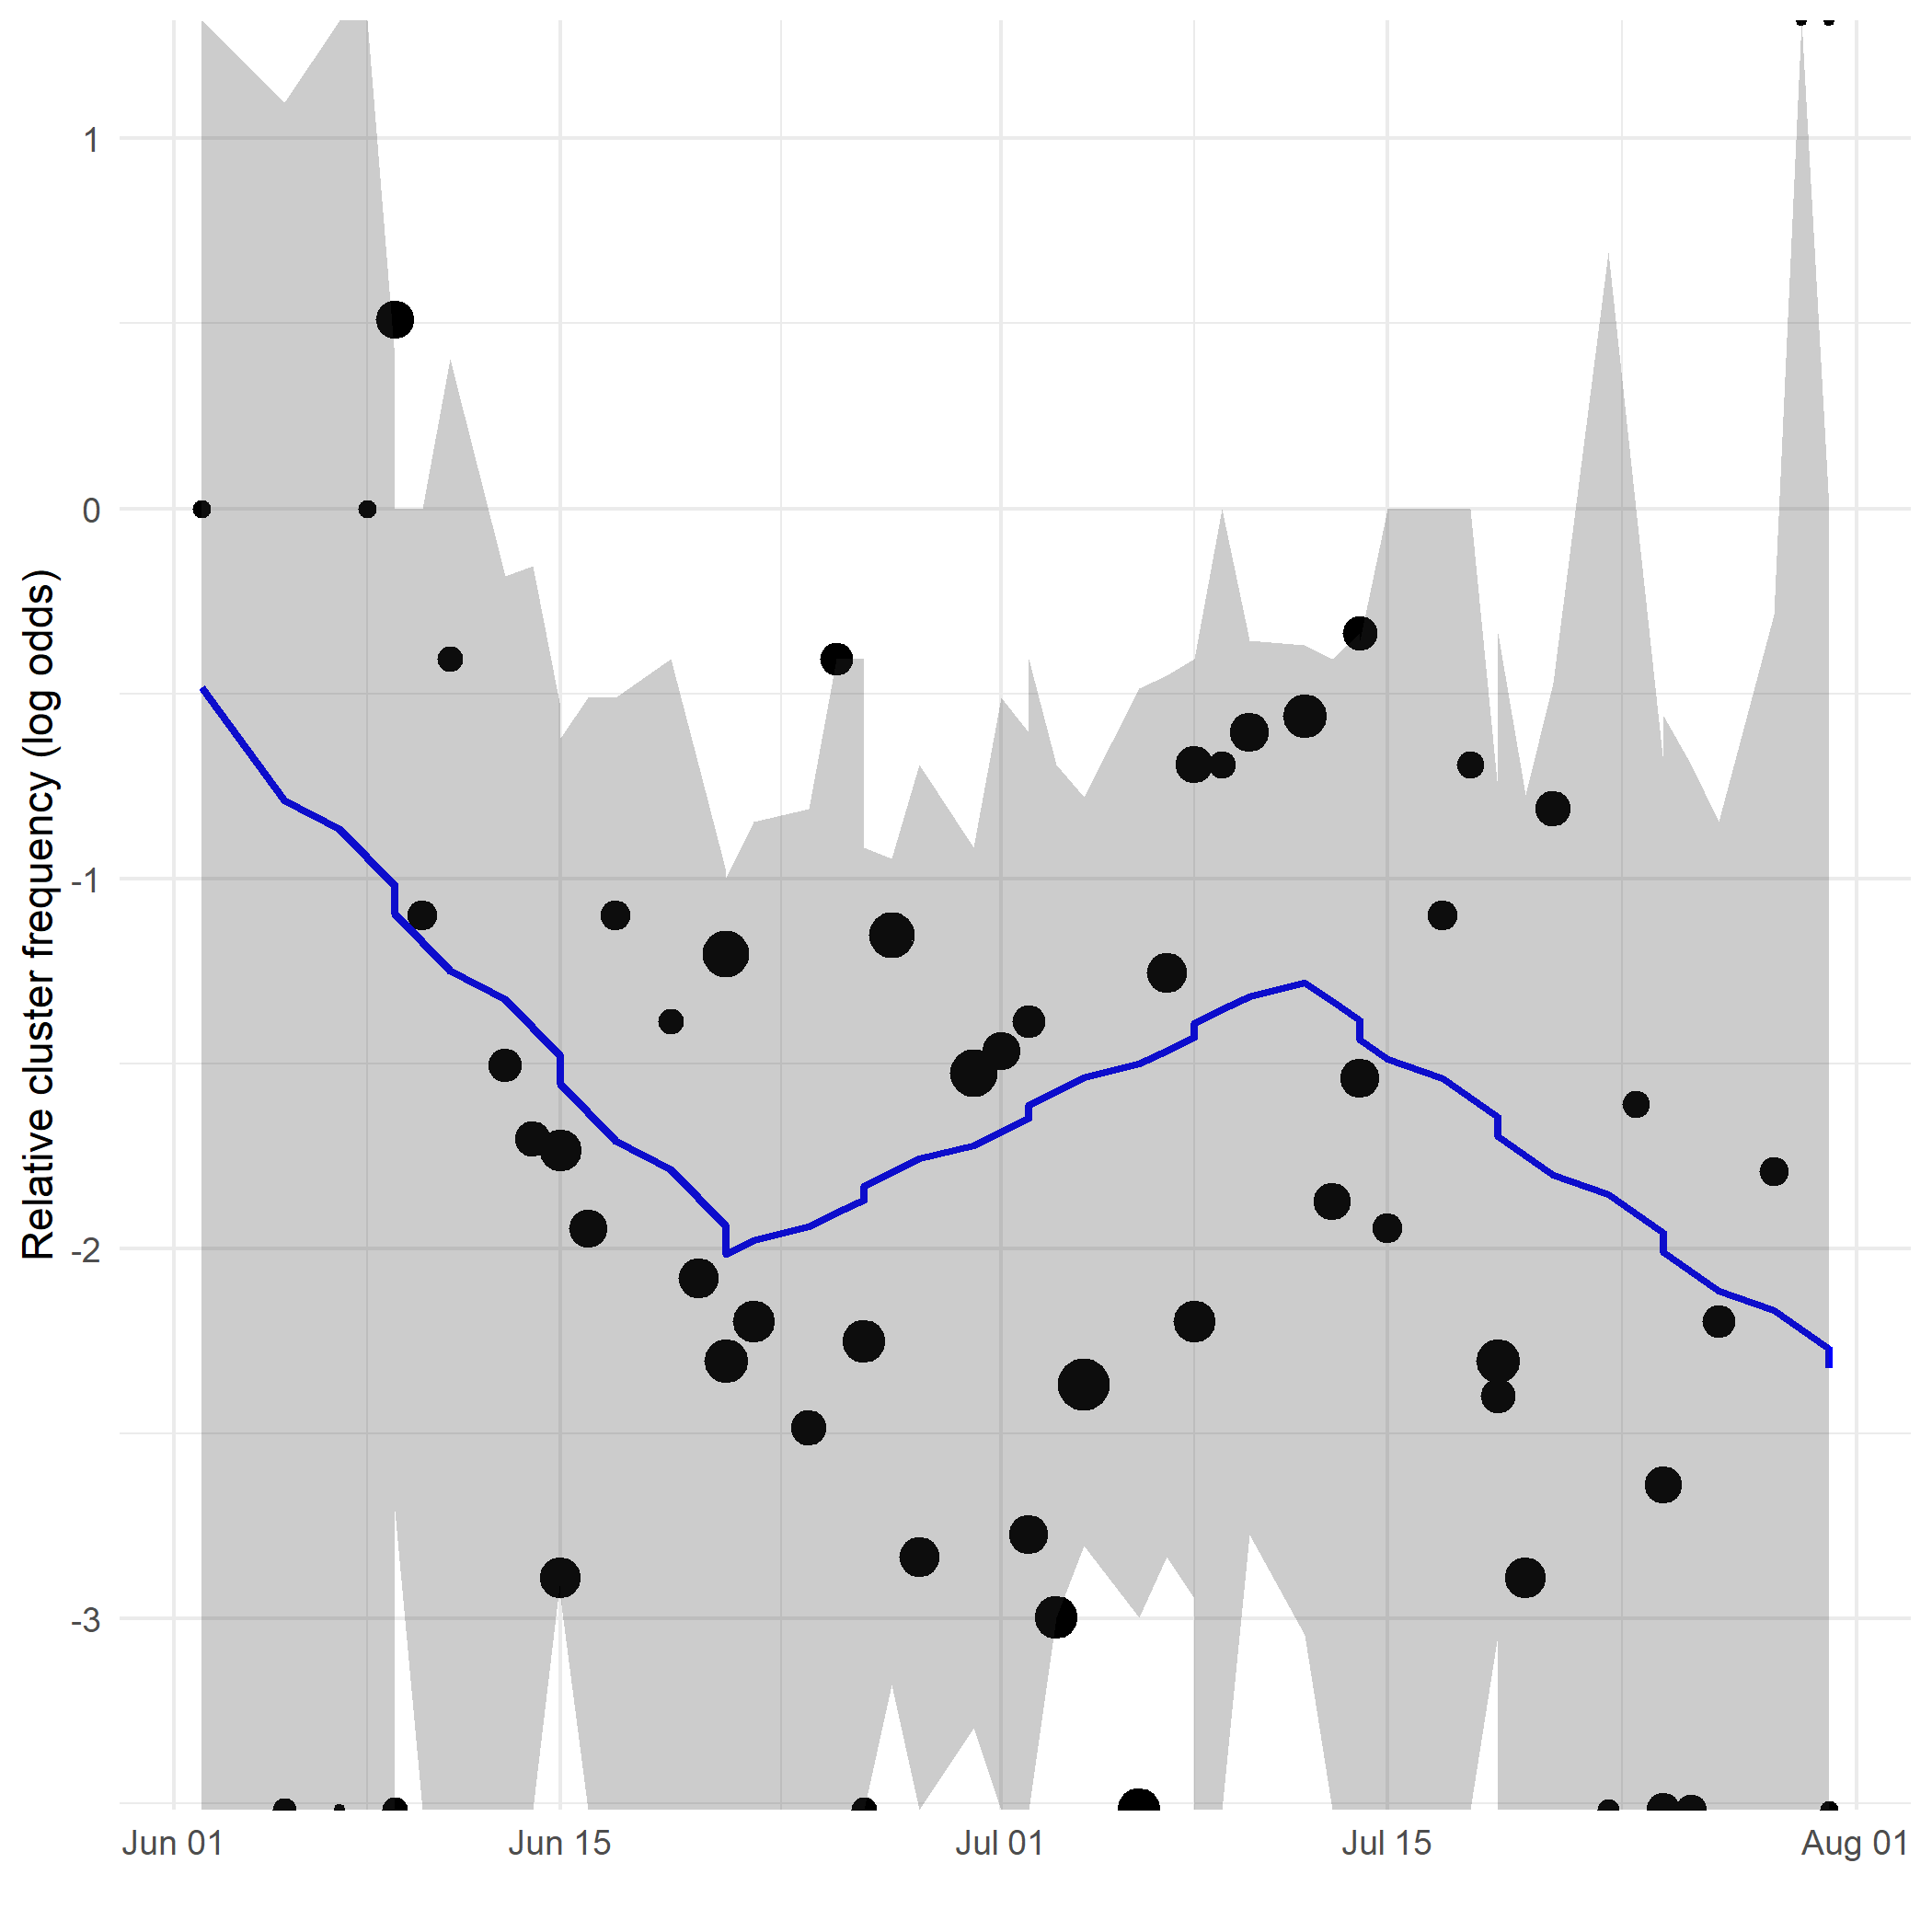 Relative cluster frequency (log odds)
1
0
-1
-2
-3
Jun 01
Jun 15
Jul 01
Jul 15
Aug 01